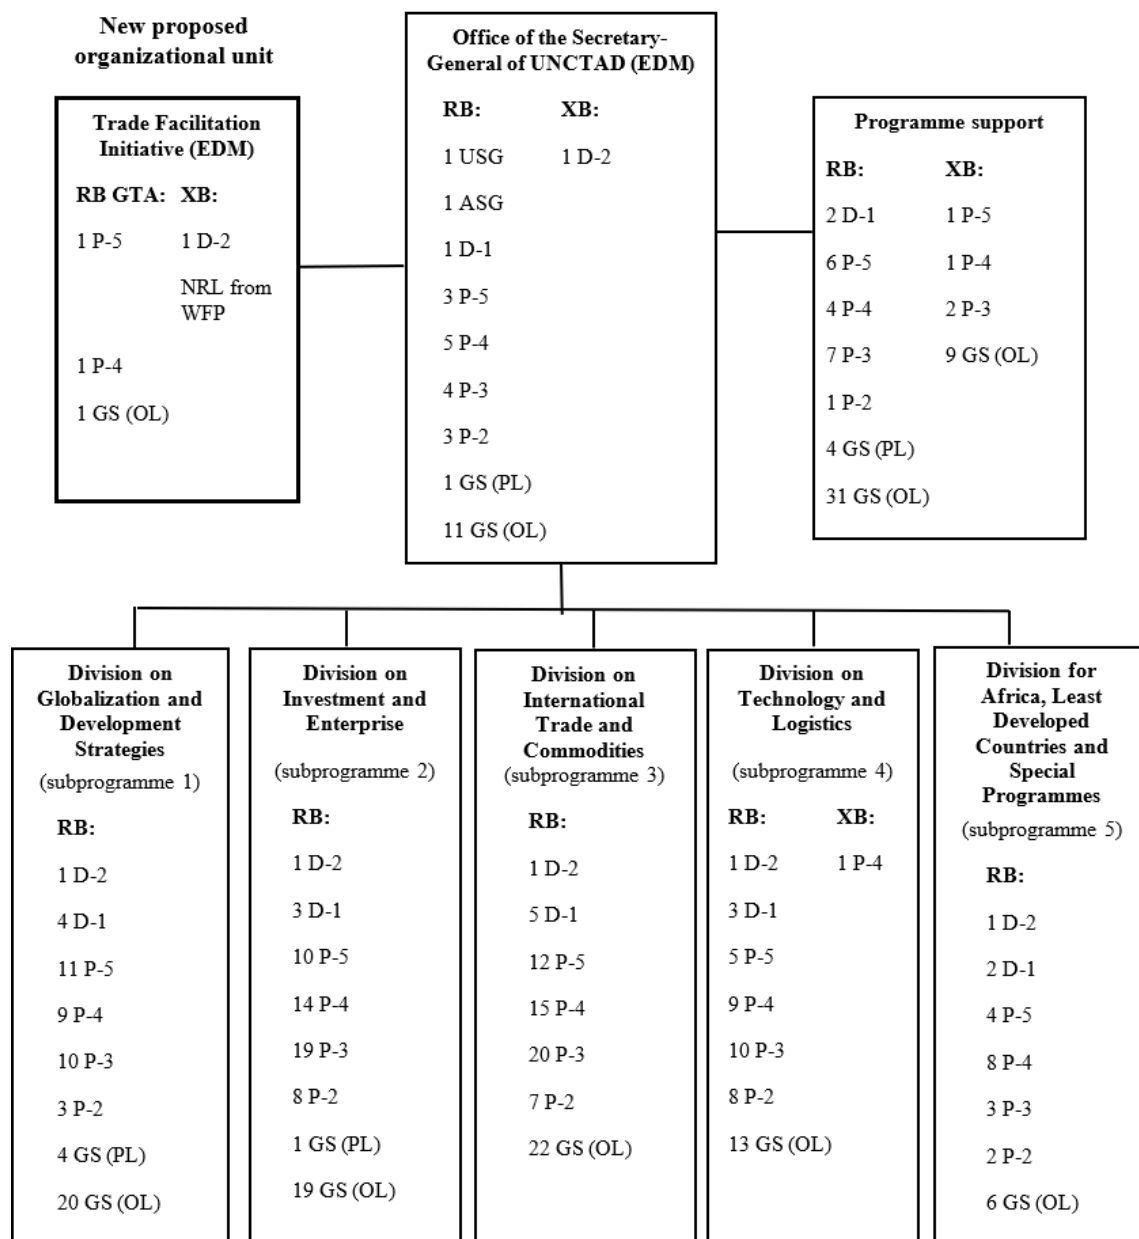 New proposed
organizational unit
Trade Facilitation
Initiative (EDM)
RB GTA: XB:
1 P-5 1 D-2
NRL from
WFP
1 P-4
1 GS (OL)
Office of the Secretary-
General of UNCTAD (EDM)
RB: XB:
1 USG 1 D-2
1 ASG
1 D-1
3 P-5
5 P-4
4 P-3
3 P-2
1 GS (PL)
11 GS (OL)
Programme support
RB: XB:
2 D-1 1 P-5
6 P-5 1 P-4
4 P-4 2 P-3
7 P-3 9 GS (OL)
1 P-2
4 GS (PL)
31 GS (OL)
Division on
Globalization and
Development
Strategies
(subprogramme 1)
RB:
1 D-2
4 D-1
11 P-5
9 P-4
10 P-3
3 P-2
4 GS (PL)
20 GS (OL)
Division on
Investment and
Enterprise
(subprogramme 2)
RB:
1 D-2
3 D-1
10 P-5
14 P-4
19 P-3
8 P-2
1 GS (PL)
19 GS (OL)
Division on
International
Trade and
Commodities
(subprogramme 3)
RB:
1 D-2
5 D-1
12 P-5
15 P-4
20 P-3
7 P-2
22 GS (OL)
Division on
Technology and
Logistics
(subprogramme 4)
RB: XB:
1 D-2 1 P-4
3 D-1
5 P-5
9 P-4
10 P-3
8 P-2
13 GS (OL)
Division for
Africa, Least
Developed
Countries and
Special
Programmes
(subprogramme 5)
RB:
1 D-2
2 D-1
4 P-5
8 P-4
3 P-3
2 P-2
6 GS (OL)